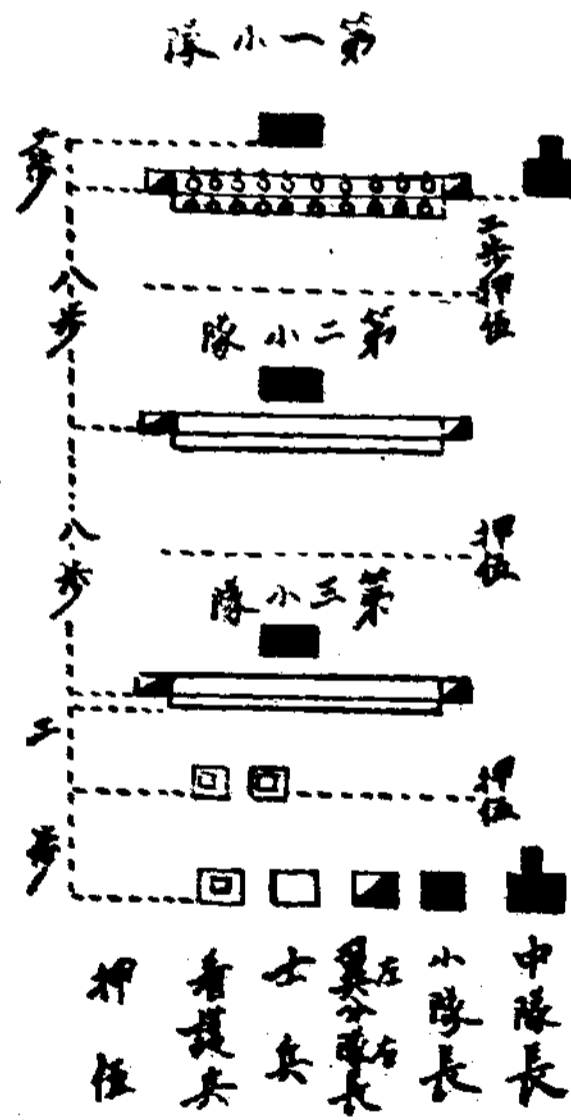 第一小隊
二步
二步押伍
八步
第二小隊
八步
押伍
第三小隊
二步
押伍
中隊長
小隊長
左右翼分隊長
士兵
看護兵
押伍